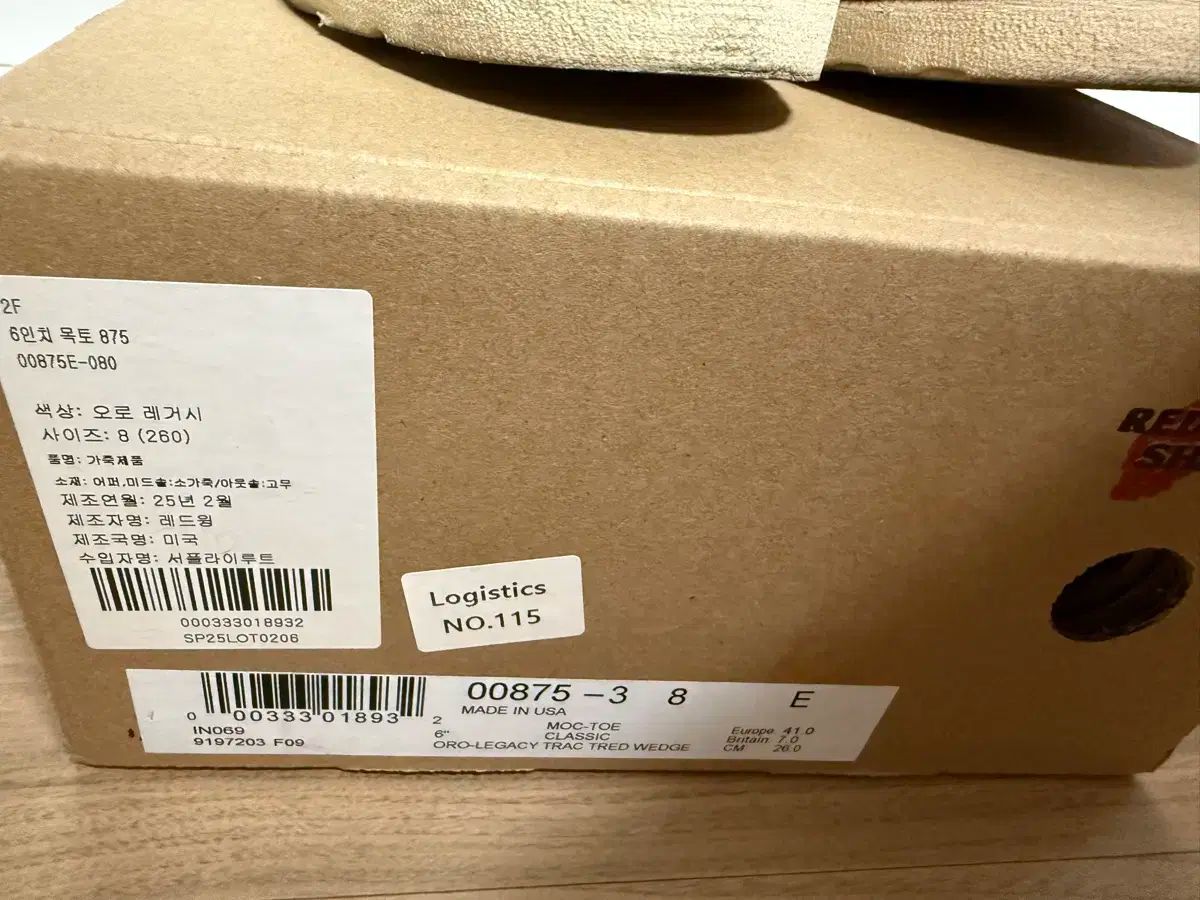 2F
6인치 목토 875
00875E-080
색상: 오로 레거시
사이즈: 8 (260)
품명: 가죽제품
소재: 어퍼,미드솔:소가죽/아웃솔:고무
제조연월: 25년 2월
제조자명: 레드윙
제조국명: 미국
수입자명: 서플라이루트
000333018932
SP25LOT0206
Logistics
NO.115
RED
SH
0 00333 01893 2
00875 -3 8 E
MADE IN USA
IN069
9197203 F09
6" MOC-TOE
CLASSIC
ORO-LEGACY TRAC TRED WEDGE
Europe 41.0
Britain 7.0
CM 26.0